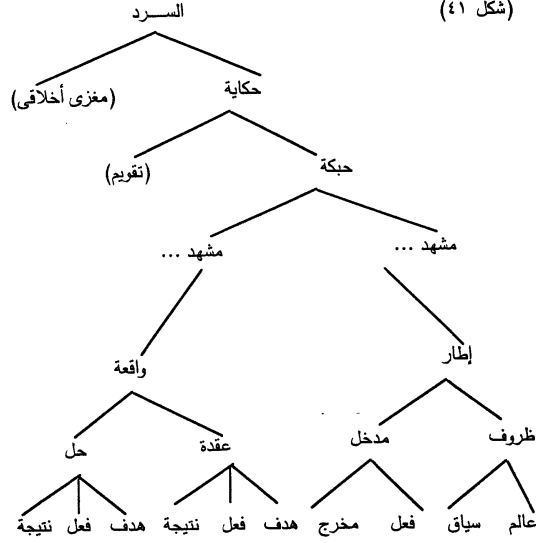 (شكل ٤١)
الســـرد
حكاية (مغزى أخلاقى)
حبكة (تقويم)
مشهد ... مشهد ...
إطار واقعة
ظروف مدخل عقدة حل
عالم سياق فعل مخرج هدف فعل نتيجة هدف فعل نتيجة